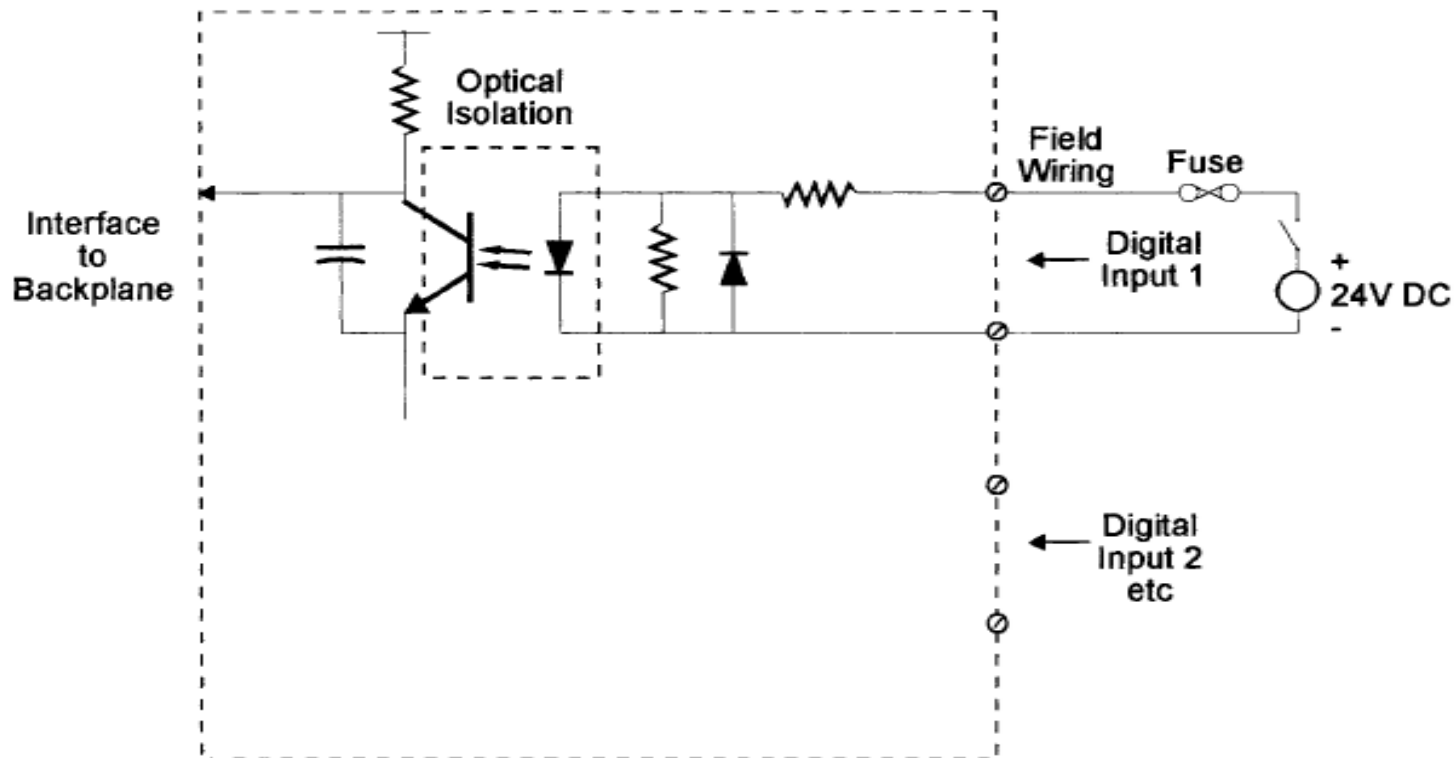 Optical
Isolation
Field
Wiring
Fuse
Interface
to
Backplane
Digital
Input 1
+
24V DC
-
Digital
Input 2
etc